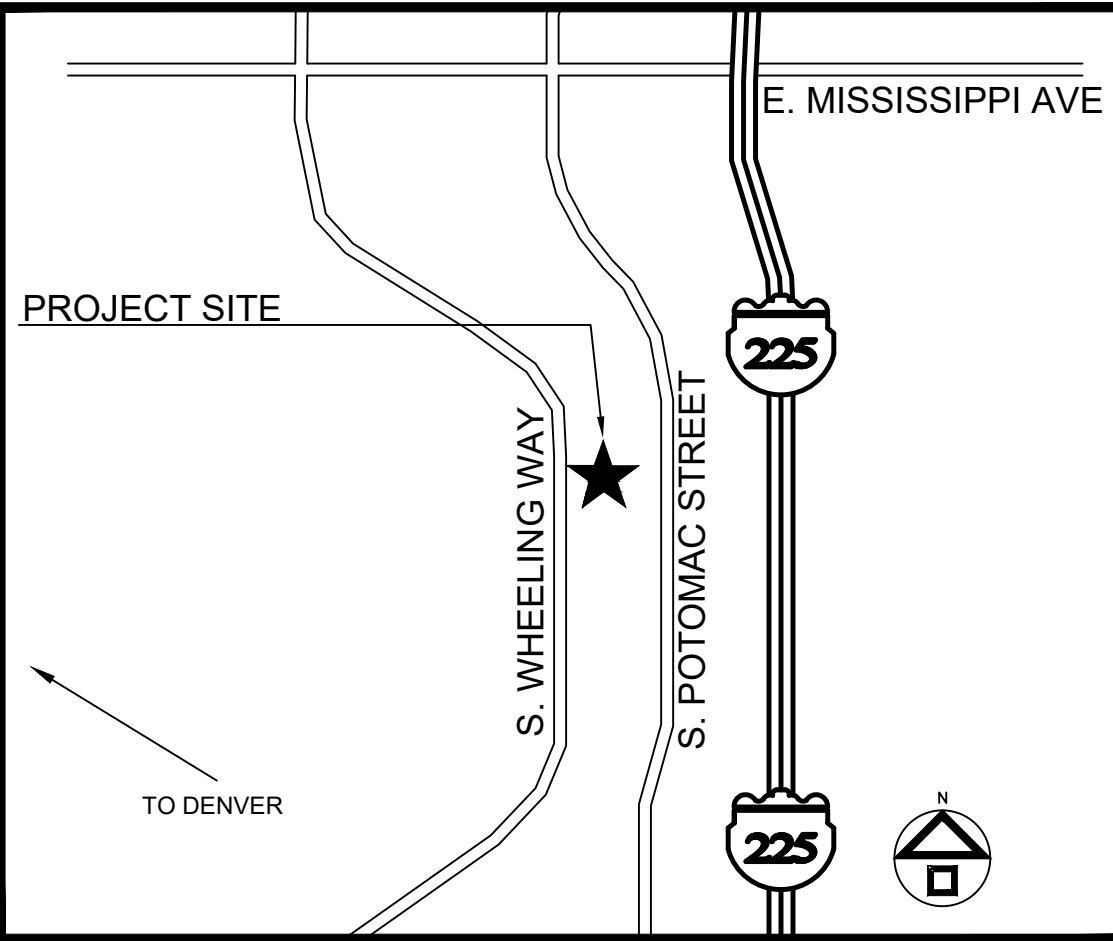 E. MISSISSIPPI AVE
PROJECT SITE
225
S. WHEELING WAY
S. POTOMAC STREET
TO DENVER
225
N